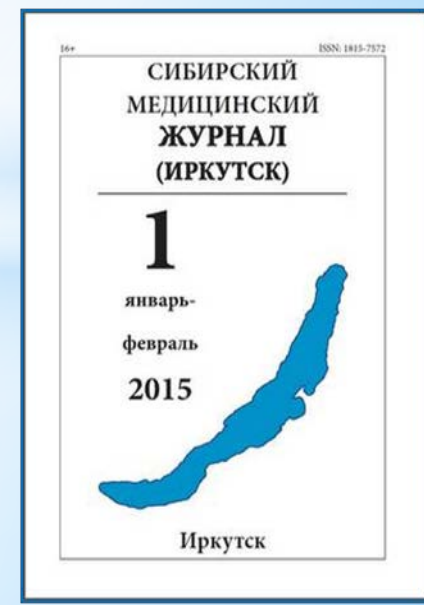 16+ ISSN: 1815-7572
СИБИРСКИЙ
МЕДИЦИНСКИЙ
ЖУРНАЛ
(ИРКУТСК)
1
январь-
февраль
2015
Иркутск